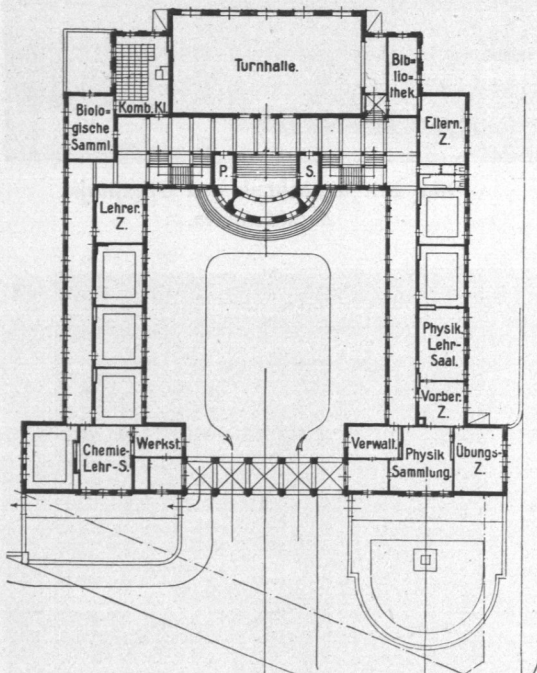 Turnhalle.
Bib-
lio-
thek.
Komb. Kl.
Biolo-
gische
Samml.
Eltern.
Z.
P.
S.
Lehrer.
Z.
Physik.
Lehr-
Saal.
Vorber.
Z.
Chemie-
Lehr-S.
Werkst.
Verwalt.
Physik
Sammlung.
Übungs-
Z.